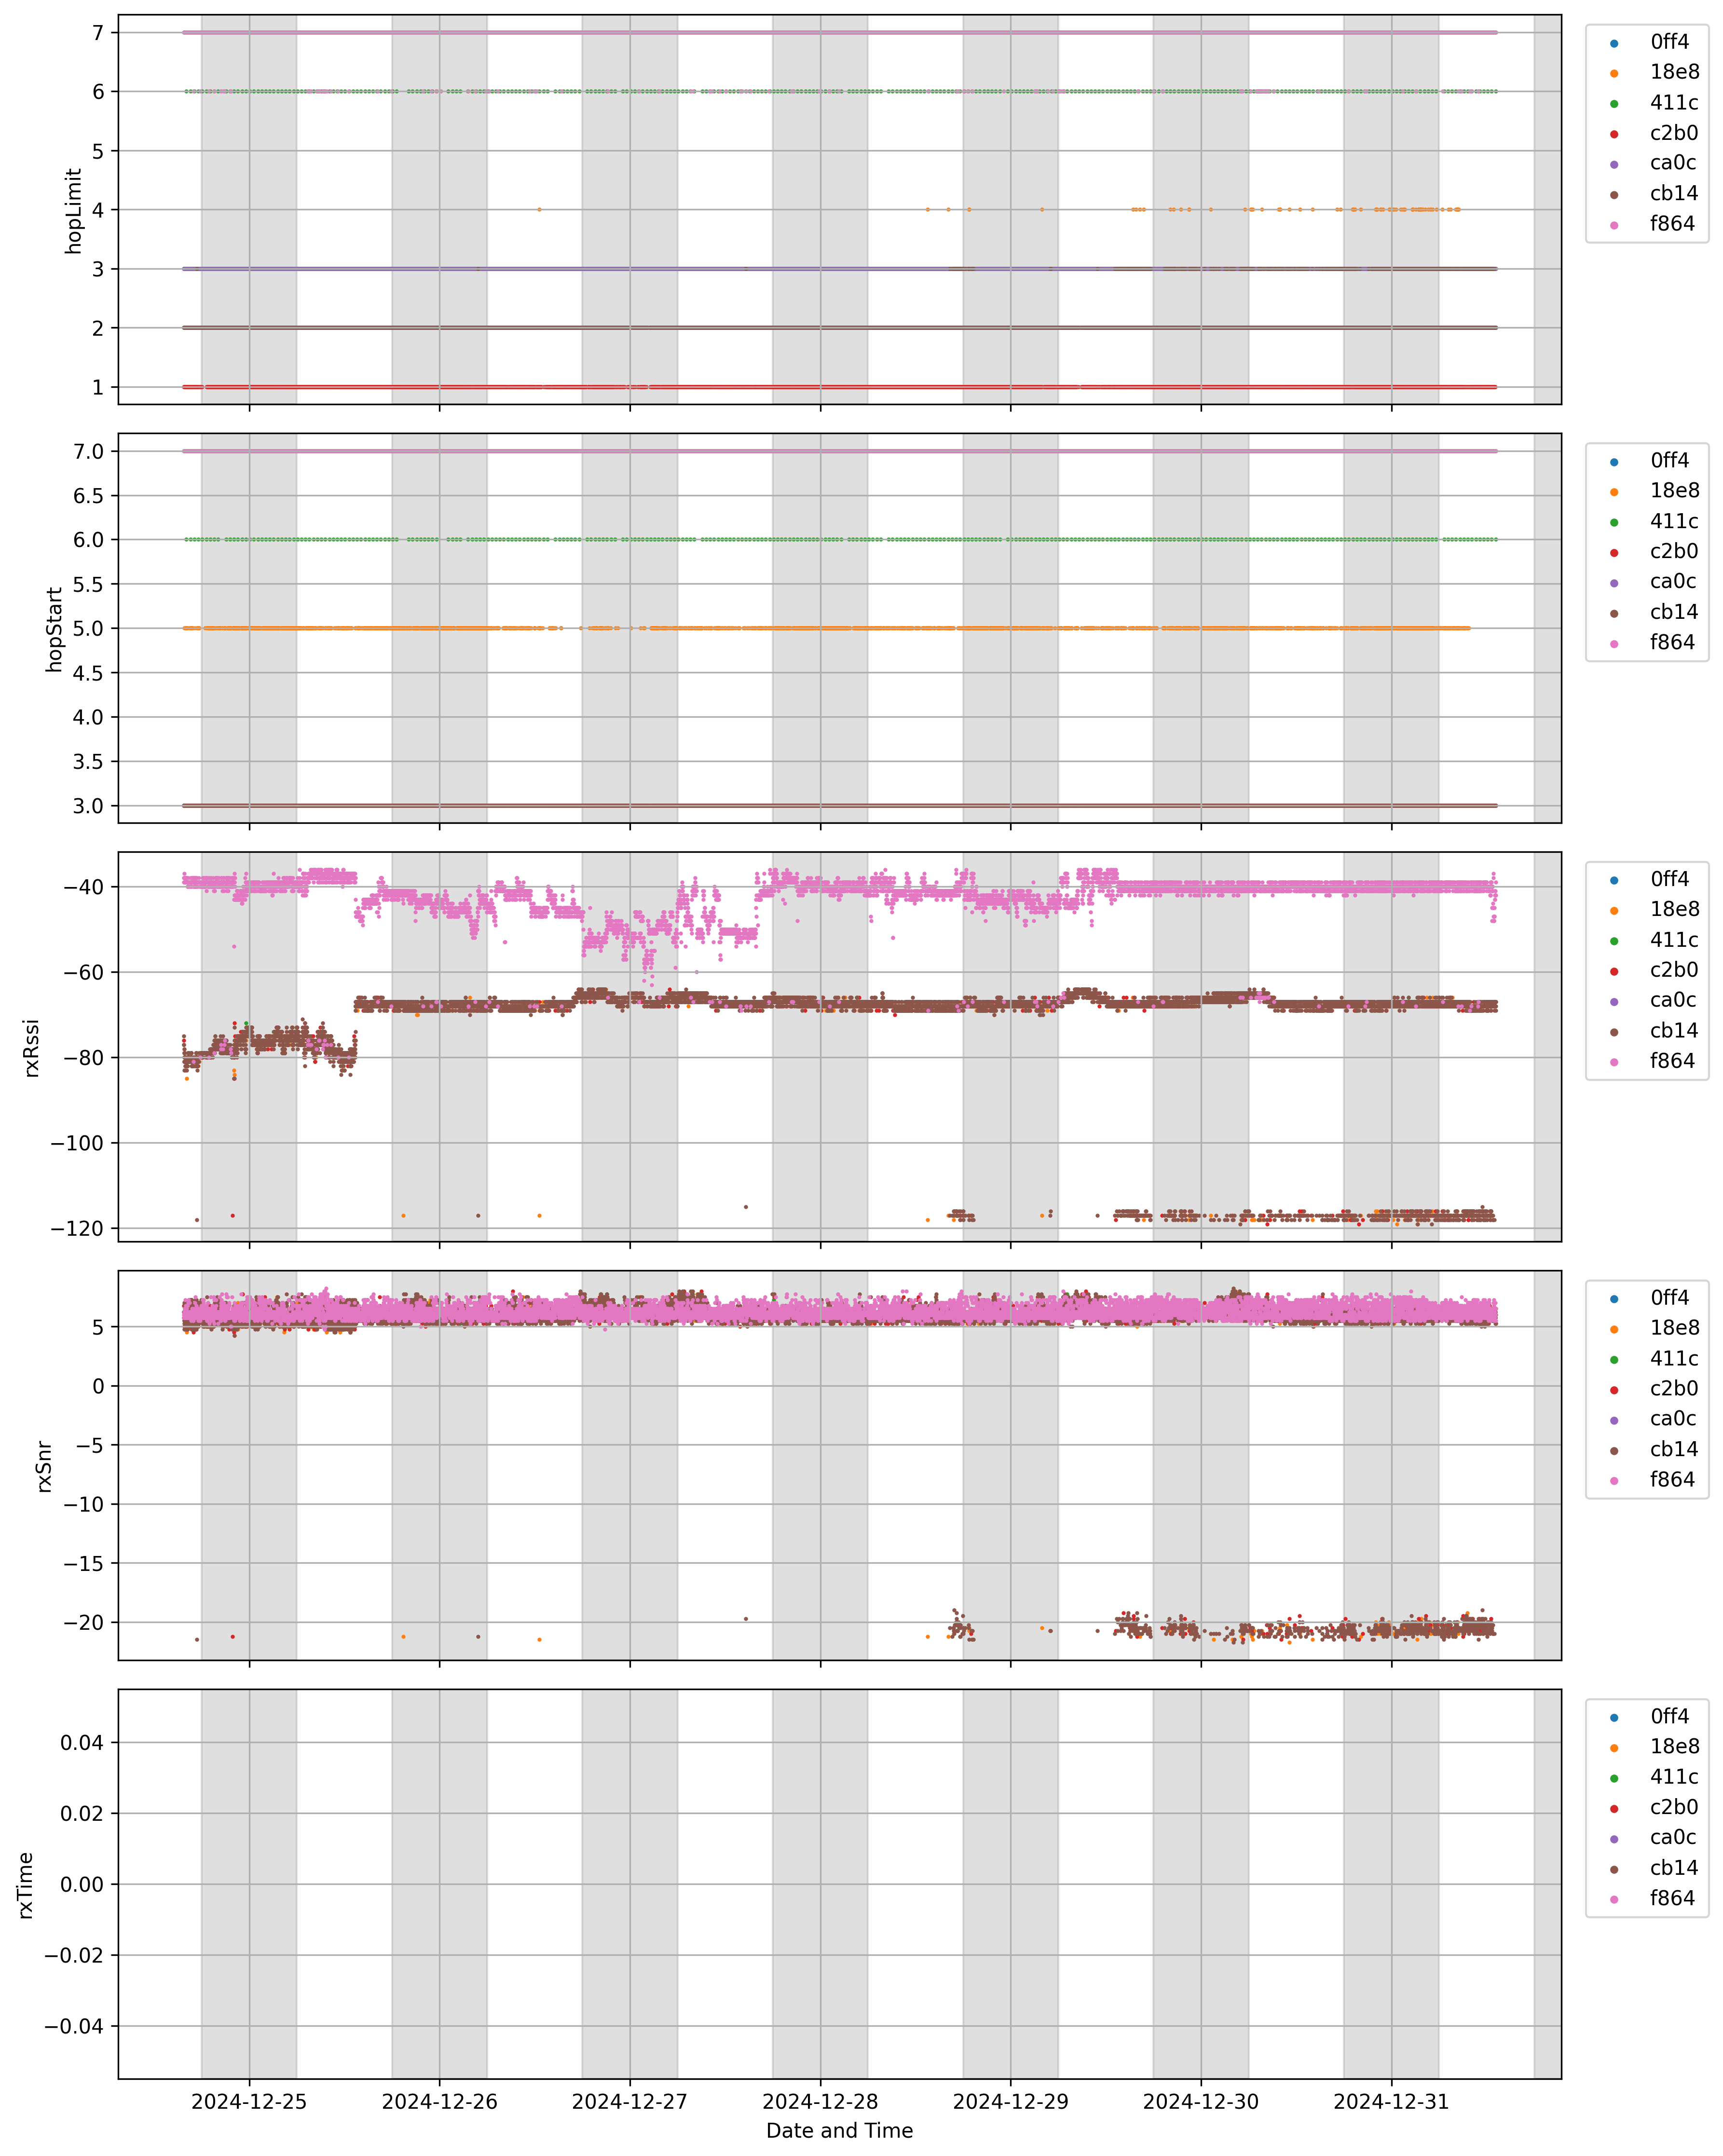 7
6
5
4
3
2
1
hopLimit
0ff4
18e8
411c
c2b0
ca0c
cb14
f864
7.0
6.5
6.0
5.5
5.0
4.5
4.0
3.5
3.0
hopStart
0ff4
18e8
411c
c2b0
ca0c
cb14
f864
−40
−60
−80
−100
−120
rxRssi
0ff4
18e8
411c
c2b0
ca0c
cb14
f864
5
0
−5
−10
−15
−20
rxSnr
0ff4
18e8
411c
c2b0
ca0c
cb14
f864
0.04
0.02
0.00
−0.02
−0.04
rxTime
0ff4
18e8
411c
c2b0
ca0c
cb14
f864
2024-12-25 2024-12-26 2024-12-27 2024-12-28 2024-12-29 2024-12-30 2024-12-31
Date and Time